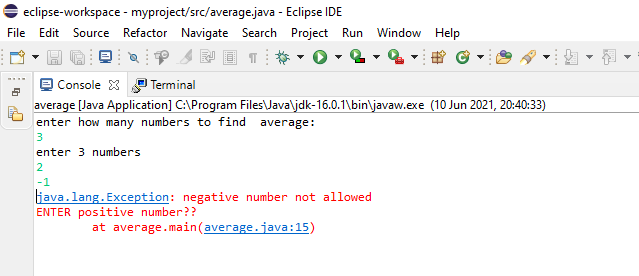 eclipse-workspace - myproject/src/average.java - Eclipse IDE
File Edit Source Refactor Navigate Search Project Run Window Help
Console Terminal
average [Java Application] C:\Program Files\Java\jdk-16.0.1\bin\javaw.exe (10 Jun 2021, 20:40:33)
enter how many numbers to find  average:
3
enter 3 numbers
2
-1
java.lang.Exception: negative number not allowed
ENTER positive number??
at average.main(average.java:15)